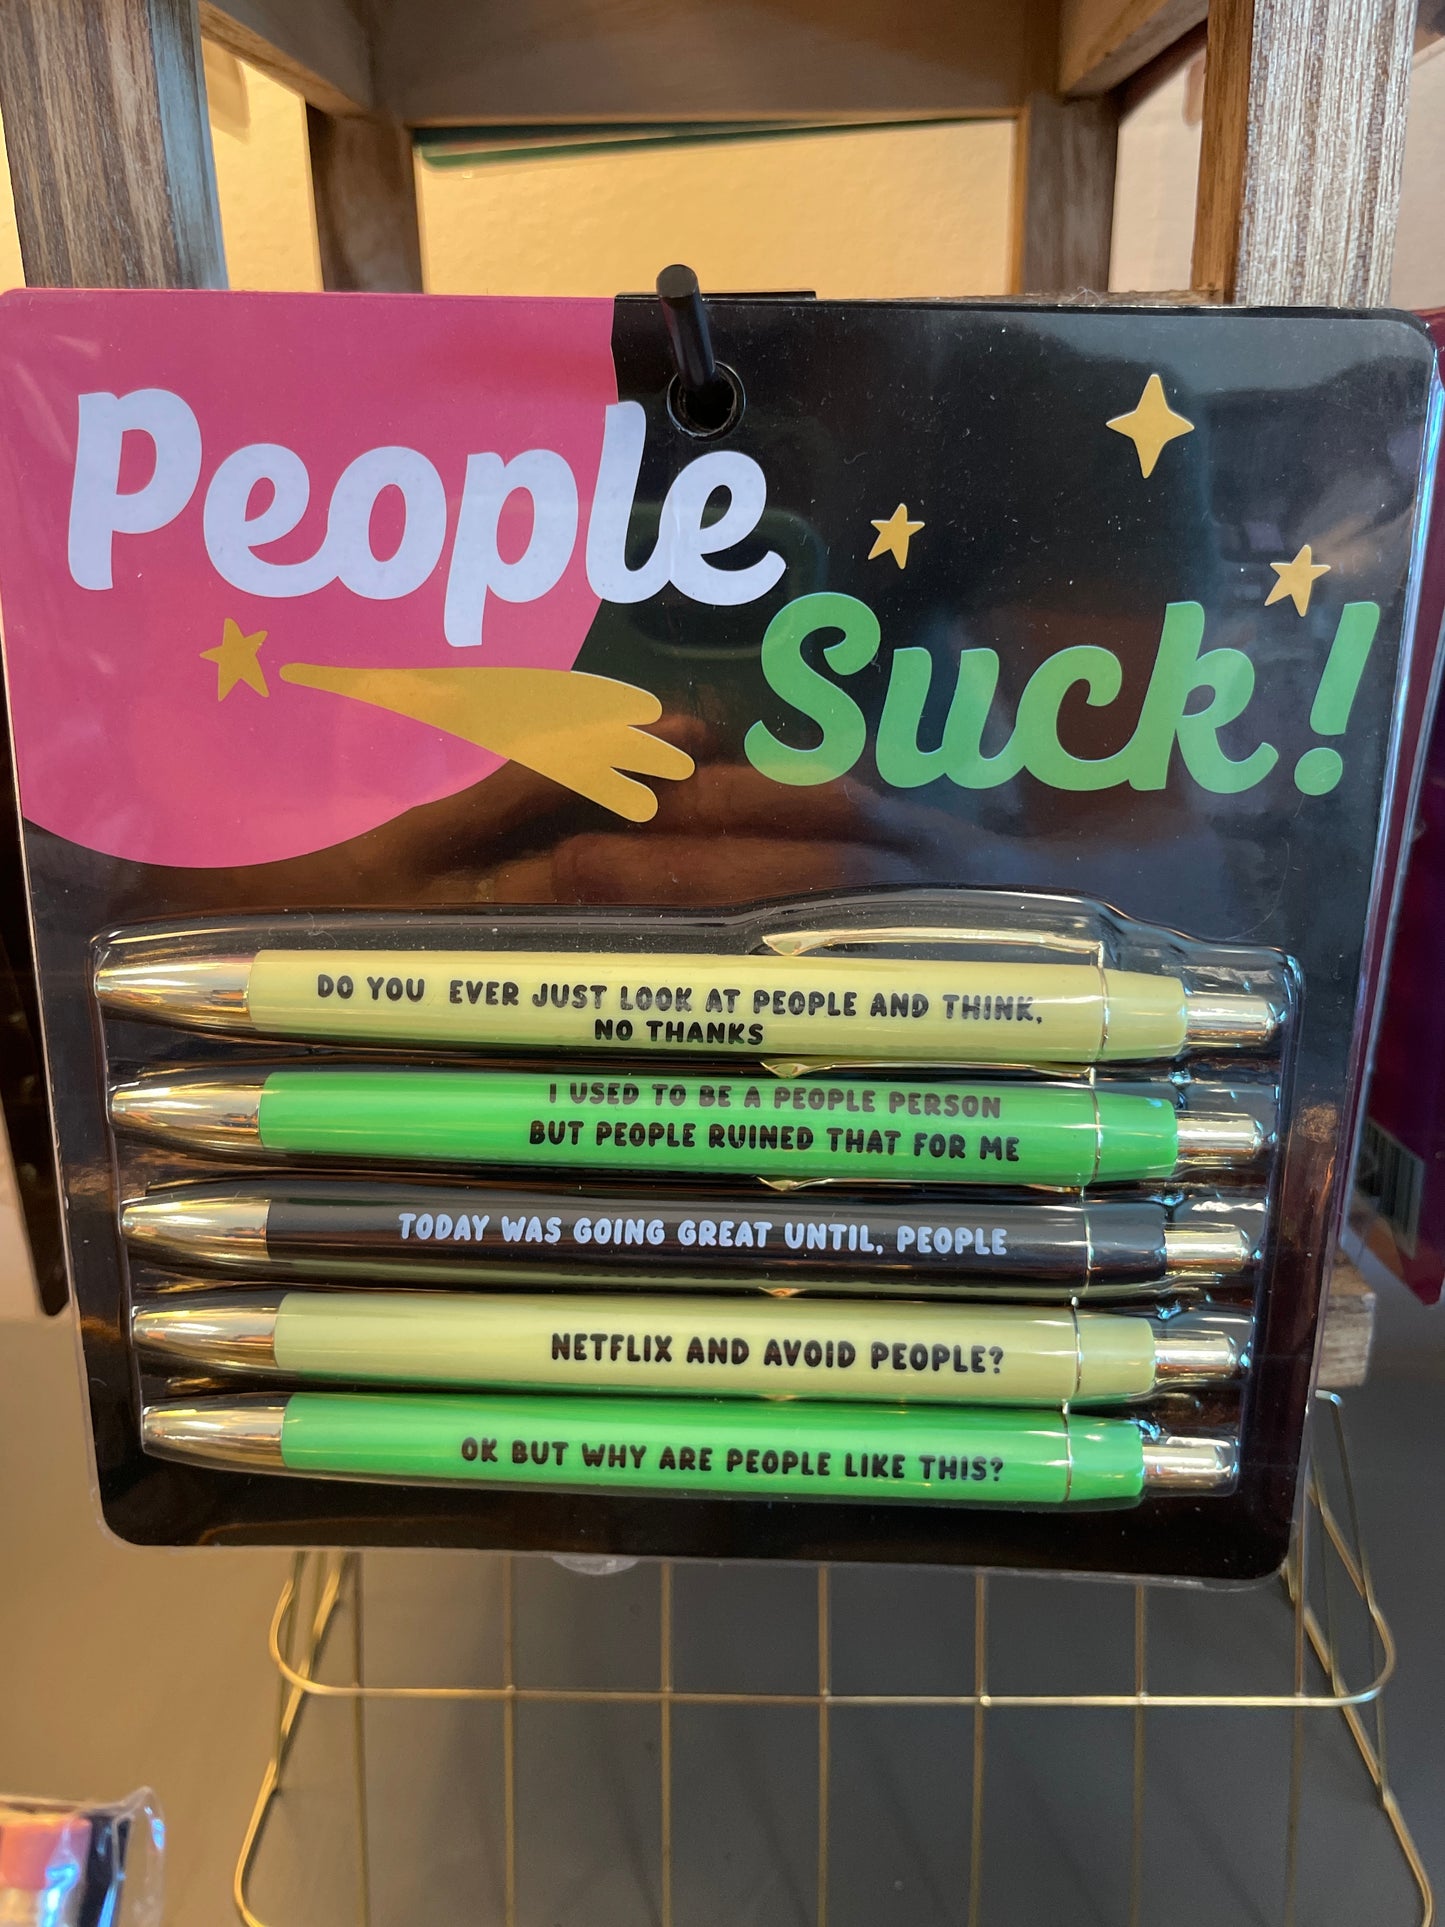 People
Suck!
DO YOU EVER JUST LOOK AT PEOPLE AND THINK,
NO THANKS
I USED TO BE A PEOPLE PERSON
BUT PEOPLE RUINED THAT FOR ME
TODAY WAS GOING GREAT UNTIL, PEOPLE
NETFLIX AND AVOID PEOPLE?
OK BUT WHY ARE PEOPLE LIKE THIS?